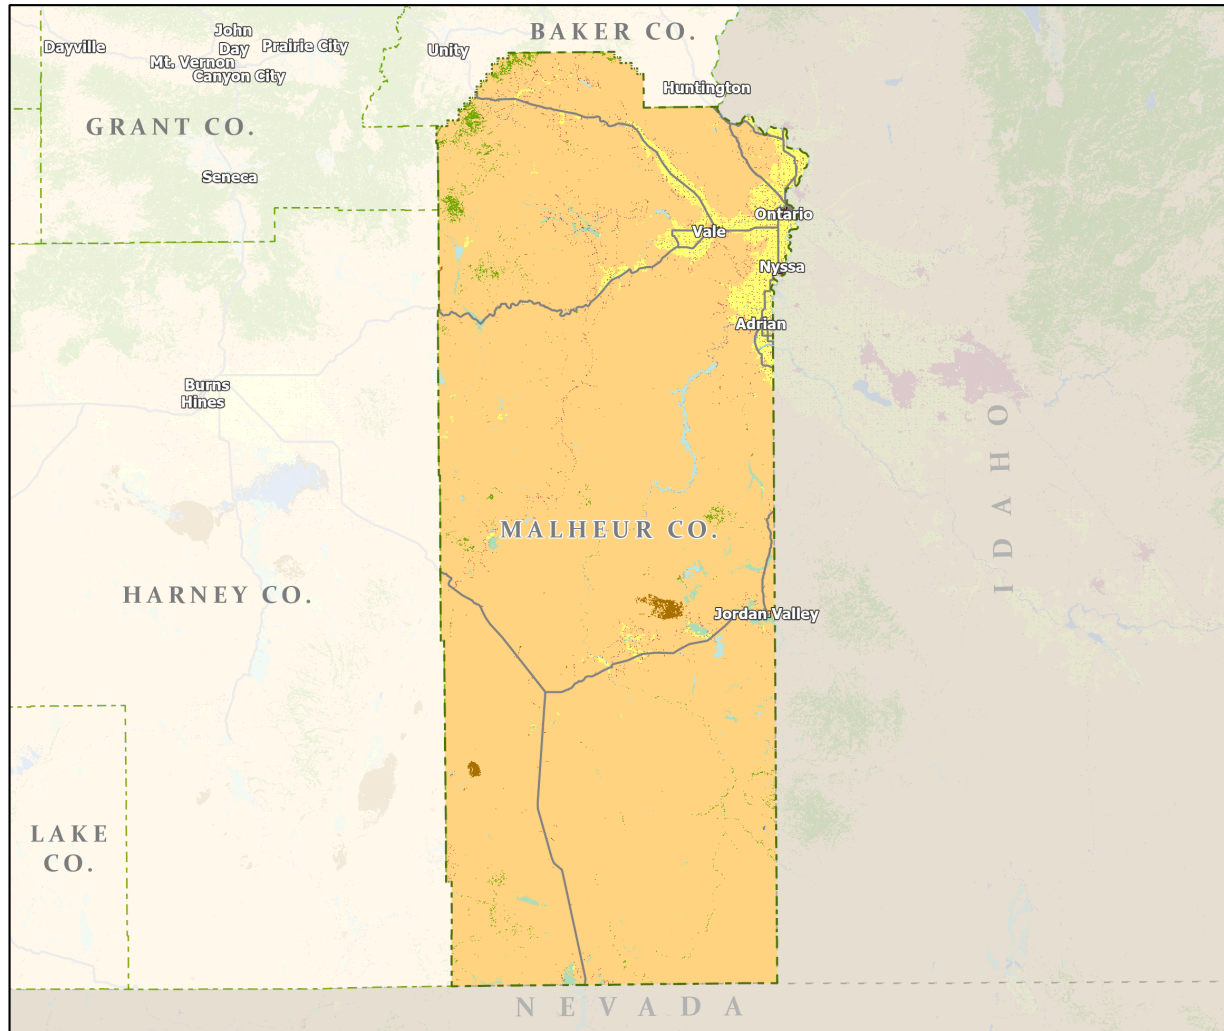 BAKER CO.
John
Day
Dayville
Prairie City
Unity
Mt. Vernon
Canyon City
Huntington
GRANT CO.
Seneca
Ontario
Vale
Nyssa
Adrian
Burns
Hines
IDAHO
MALHEUR CO.
HARNEY CO.
Jordan Valley
LAKE
CO.
NEVADA